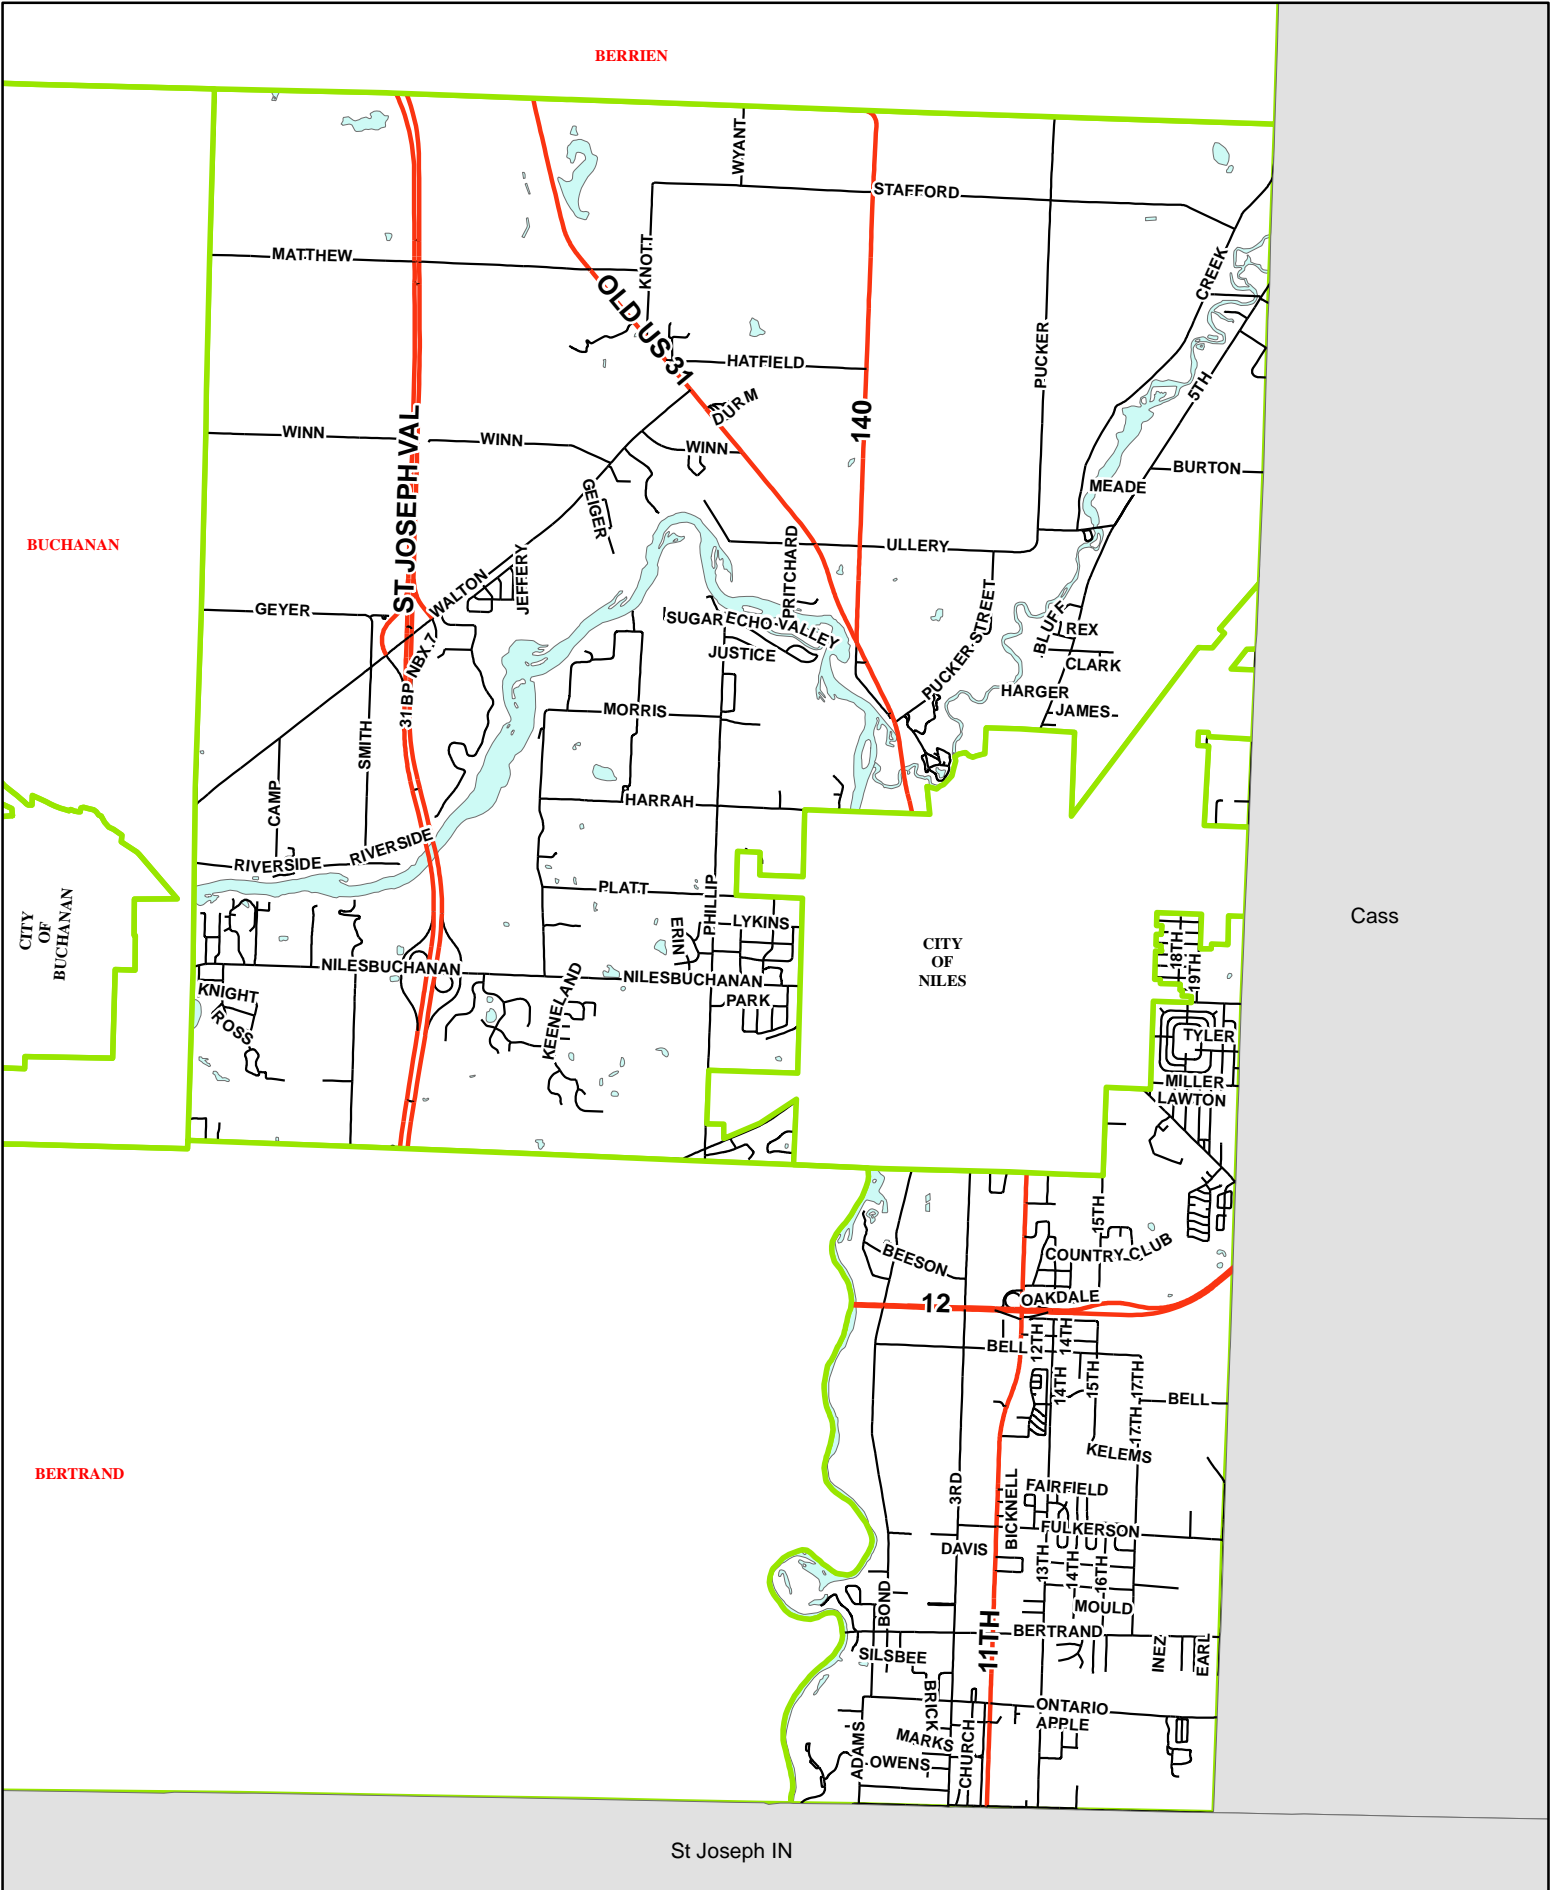 BERRIEN
WYANT
STAFFORD
MATTHEW
KNOTT
CREEK
OLD US 31
HATFIELD
PUCKER
5TH
DURM
140
ST JOSEPH VAL
WINN
WINN
WINN
BURTON
MEADE
GEIGER
BUCHANAN
PRITCHARD
ULLERY
JEFFERY
WALTON
GEYER
SUGAR
ECHO VALLEY
PUCKER STREET
BLUFF
REX
JUSTICE
CLARK
31 BP
NBX 7
HARGER
JAMES
MORRIS
SMITH
CAMP
HARRAH
RIVERSIDE
RIVERSIDE
PLATT
PHILLIP
CITY
OF
BUCHANAN
ERIN
LYKINS
Cass
CITY
OF
NILES
18TH
19TH
NILESBUCHANAN
NILESBUCHANAN
KNIGHT
ROSS
KEENELAND
PARK
TYLER
MILLER
LAWTON
15TH
COUNTRY CLUB
BEESON
12
OAKDALE
BELL
12TH
14TH
14TH
15TH
17TH
17TH
BELL
KELEMS
BERTRAND
3RD
BICKNELL
FAIRFIELD
FULKERSON
DAVIS
13TH
14TH
16TH
BOND
MOULD
11TH
BERTRAND
SILSBEE
INEZ
EARL
BRICK
ONTARIO
APPLE
ADAMS
MARKS
CHURCH
OWENS
St Joseph IN